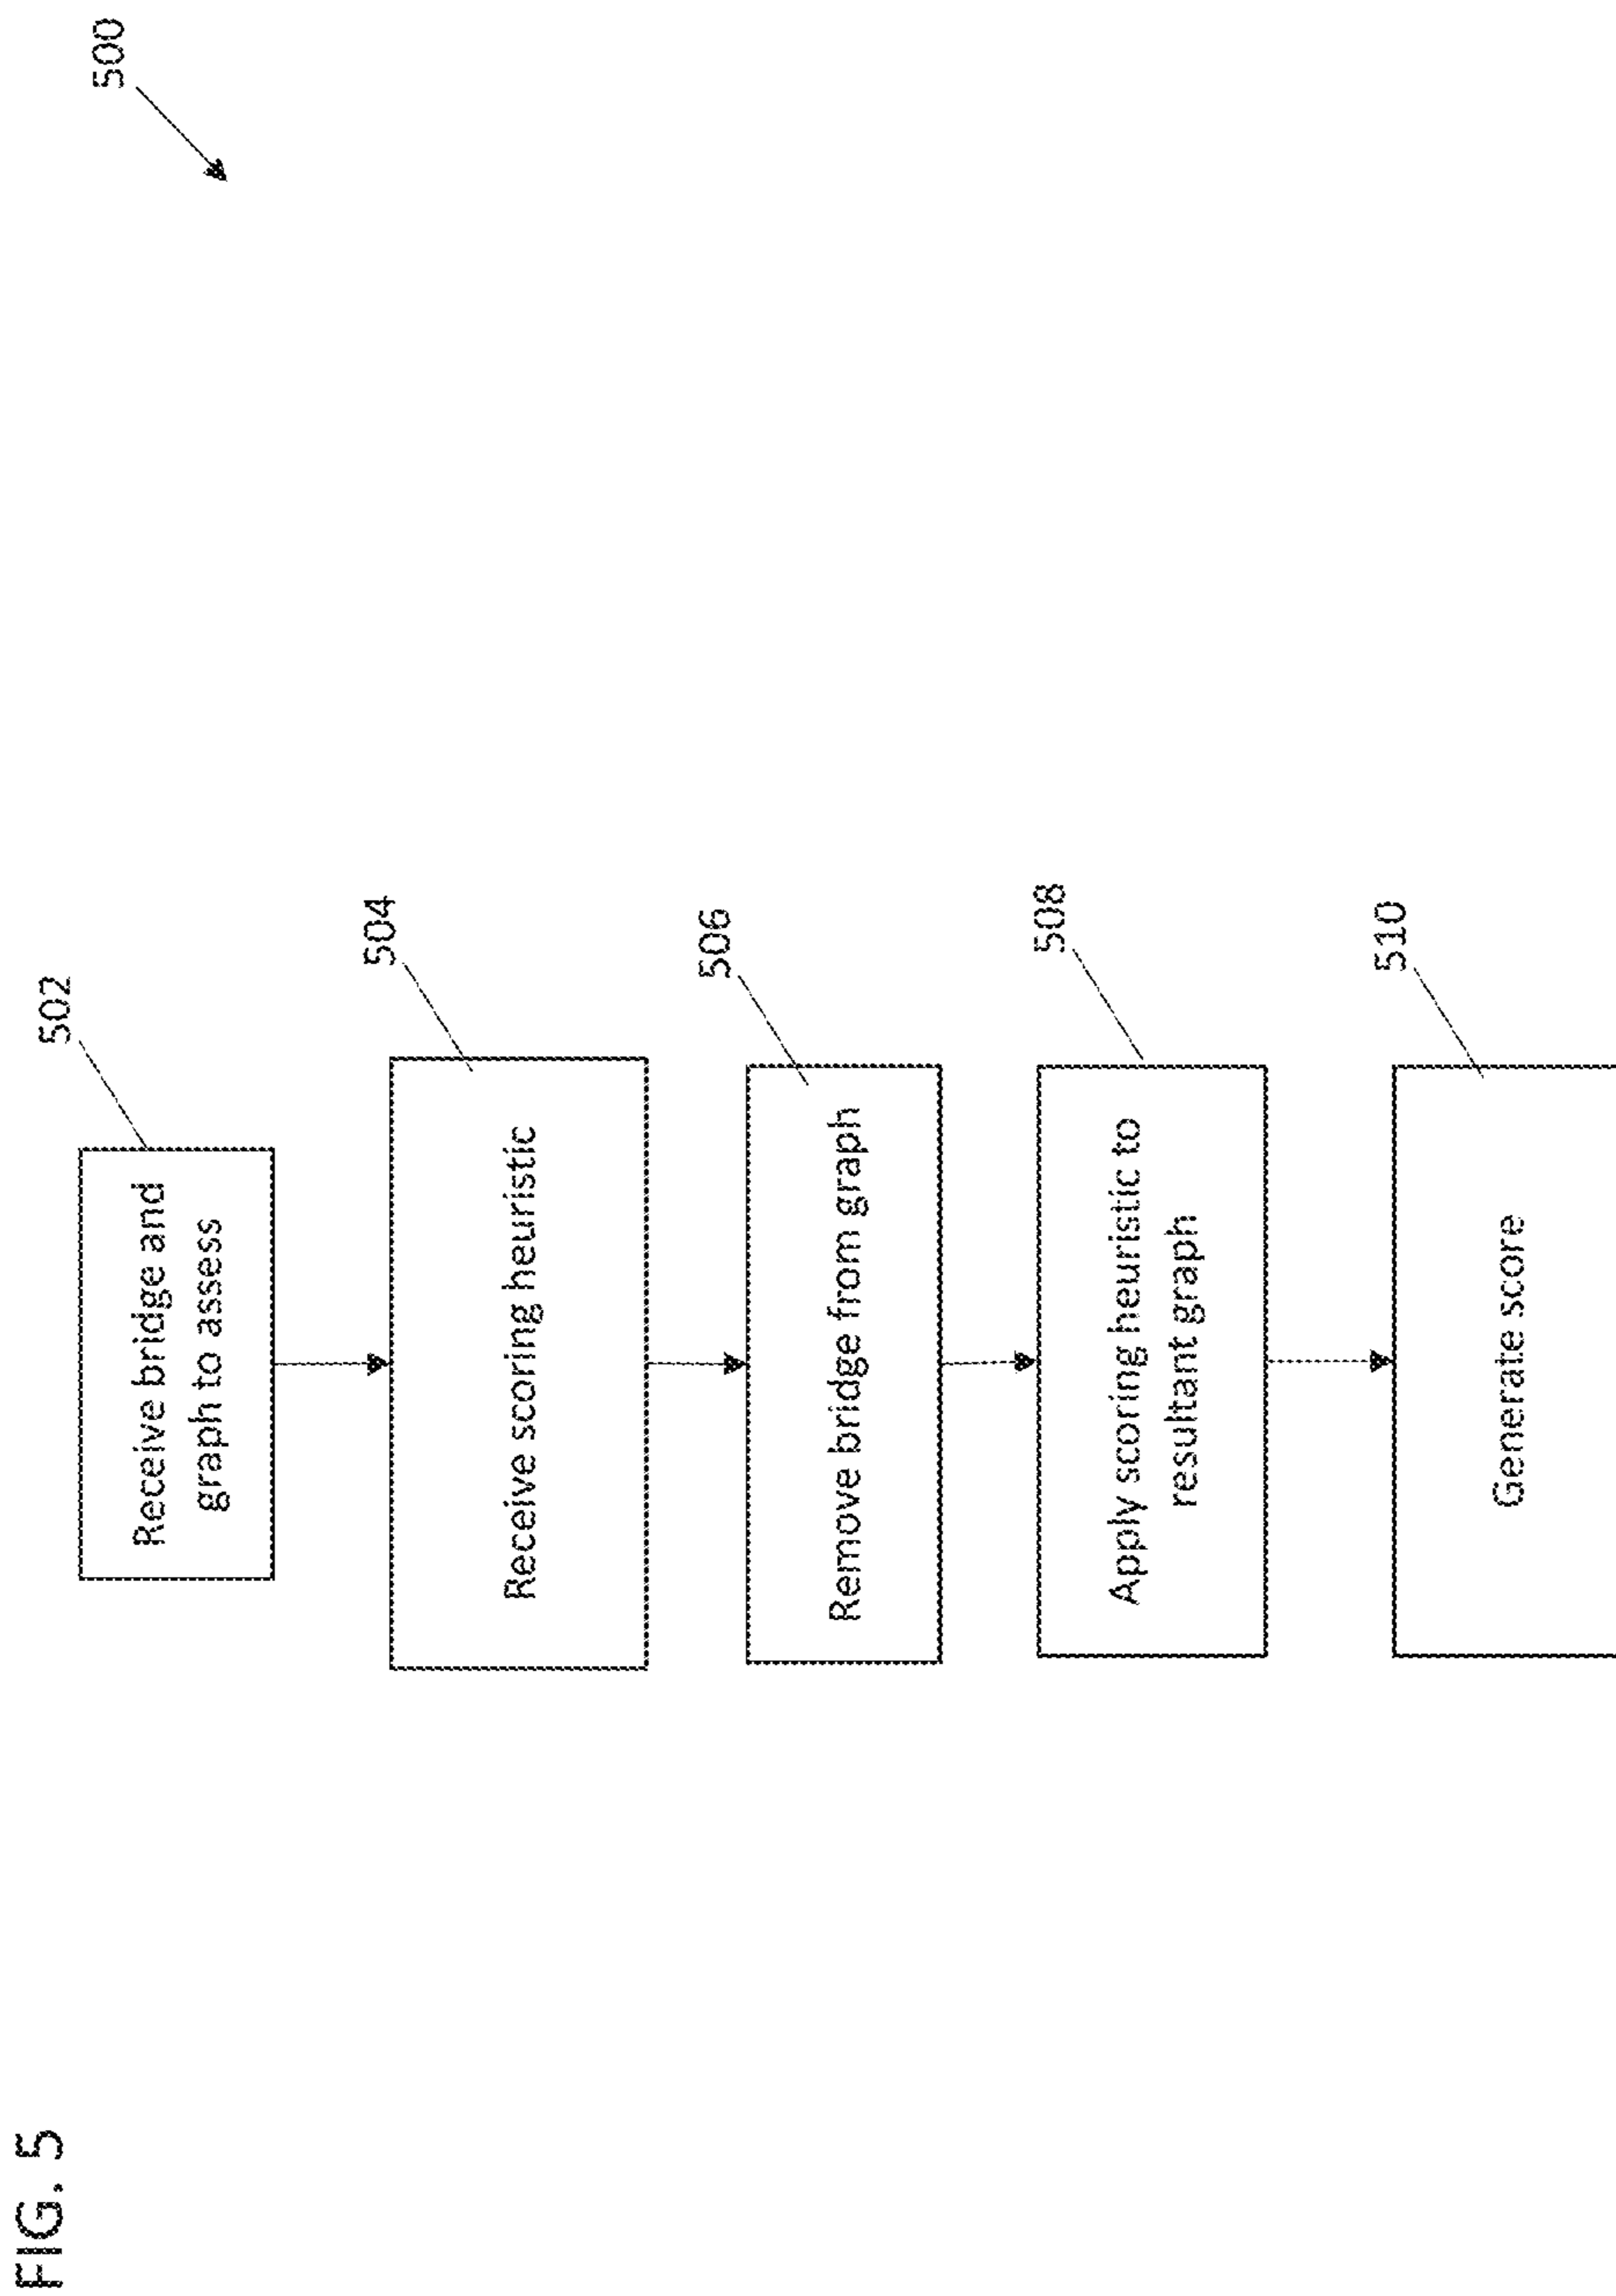 FIG. 5
500
502
Receive bridge and
graph to assess
504
Receive scoring heuristic
506
Remove bridge from graph
508
Apply scoring heuristic to
resultant graph
510
Generate score